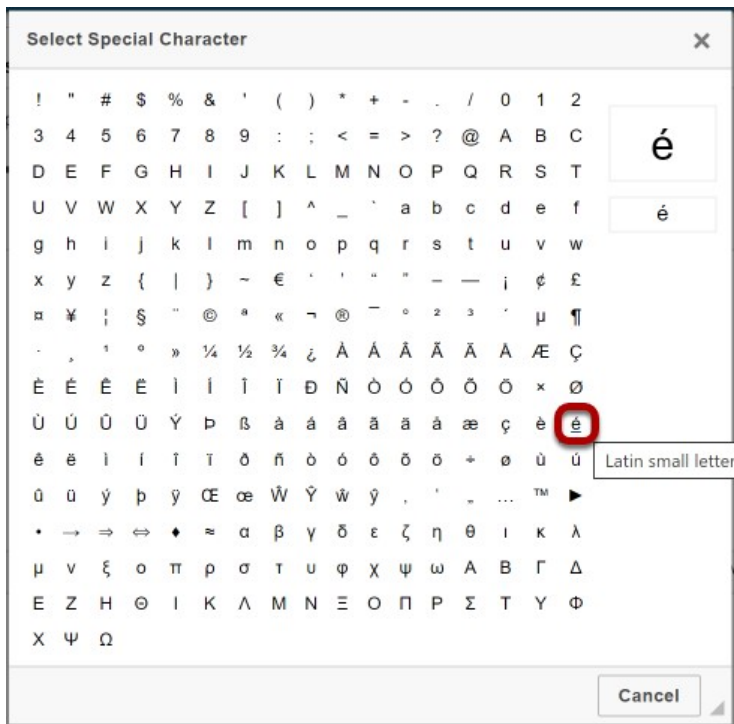 Select Special Character ×
! " # $ % & ' ( ) * + - . / 0 1 2
3 4 5 6 7 8 9 : ; < = > ? @ A B C
D E F G H I J K L M N O P Q R S T
U V W X Y Z [ ] ^ _ ` a b c d e f
g h i j k l m n o p q r s t u v w
x y z { | } ~ € ‘ ’ “ ” – — ¡ ¢ £
¤ ¥ ¦ § ¨ © ª « ¬ ® ¯ ° ² ³ ´ µ ¶
· ¸ ¹ º » ¼ ½ ¾ ¿ À Á Â Ã Ä Å Æ Ç
È É Ê Ë Ì Í Î Ï Ð Ñ Ò Ó Ô Õ Ö × Ø
Ù Ú Û Ü Ý Þ ß à á â ã ä å æ ç è é
ê ë ì í î ï ð ñ ò ó ô õ ö ÷ ø ù ú
û ü ý þ ÿ Œ œ Ŵ Ŷ ŵ ŷ ‚ ‛ „ … ™ ►
• → ⇒ ⇔ ♦ ≈ α β γ δ ε ζ η θ ι κ λ
μ ν ξ ο π ρ σ τ υ φ χ ψ ω Α Β Γ Δ
Ε Ζ Η Θ Ι Κ Λ Μ Ν Ξ Ο Π Ρ Σ Τ Υ Φ
Χ Ψ Ω
é
é
Latin small letter
Cancel